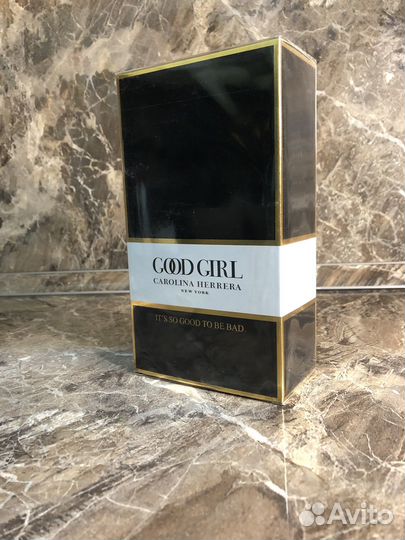 GOOD GIRL
CAROLINA HERRERA
NEW YORK
IT'S SO GOOD TO BE BAD
Avito